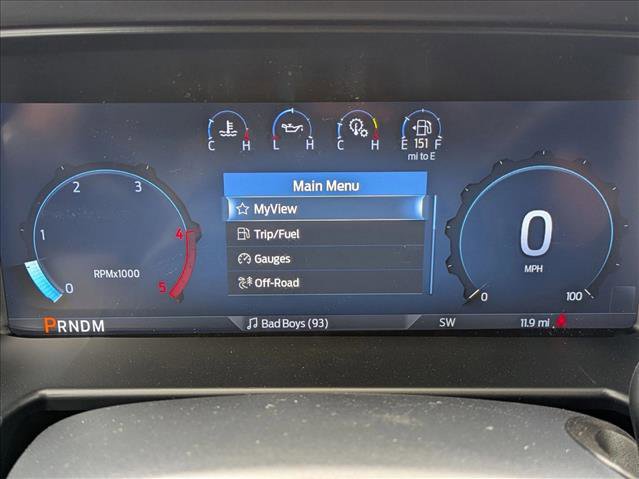 C H L H C H E 151 F
mi to E
Main Menu
MyView
Trip/Fuel
Gauges
Off-Road
0 1 2 3 4 5
RPMx1000
0
MPH
0 100
PRNDM
Bad Boys (93)
SW
11.9 mi